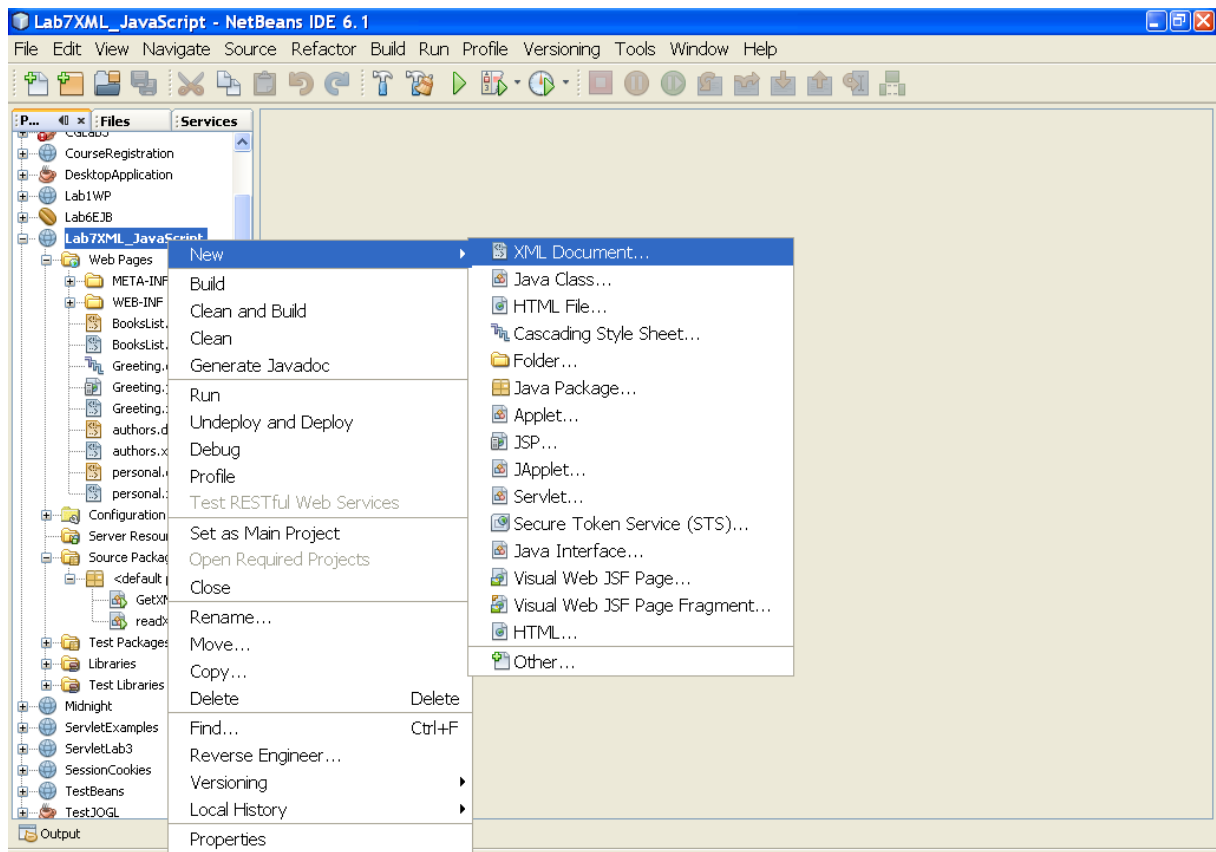 Lab7XML_JavaScript - NetBeans IDE 6.1
File Edit View Navigate Source Refactor Build Run Profile Versioning Tools Window Help
P... Files Services
CourseRegistration
DesktopApplication
Lab1WP
Lab6EJB
Lab7XML_JavaScript
Web Pages
META-INF
WEB-INF
BooksList.
BooksList.
Greeting.
Greeting.
Greeting.
authors.d
authors.x
personal.
personal.
Configuration
Server Resou
Source Packag
<default p
GetXM
readX
Test Packages
Libraries
Test Libraries
Midnight
ServletExamples
ServletLab3
SessionCookies
TestBeans
TestJOGL
Output
New
Build
Clean and Build
Clean
Generate Javadoc
Run
Undeploy and Deploy
Debug
Profile
Test RESTful Web Services
Set as Main Project
Open Required Projects
Close
Rename...
Move...
Copy...
Delete Delete
Find... Ctrl+F
Reverse Engineer...
Versioning
Local History
Properties
XML Document...
Java Class...
HTML File...
Cascading Style Sheet...
Folder...
Java Package...
Applet...
JSP...
JApplet...
Servlet...
Secure Token Service (STS)...
Java Interface...
Visual Web JSF Page...
Visual Web JSF Page Fragment...
HTML...
Other...